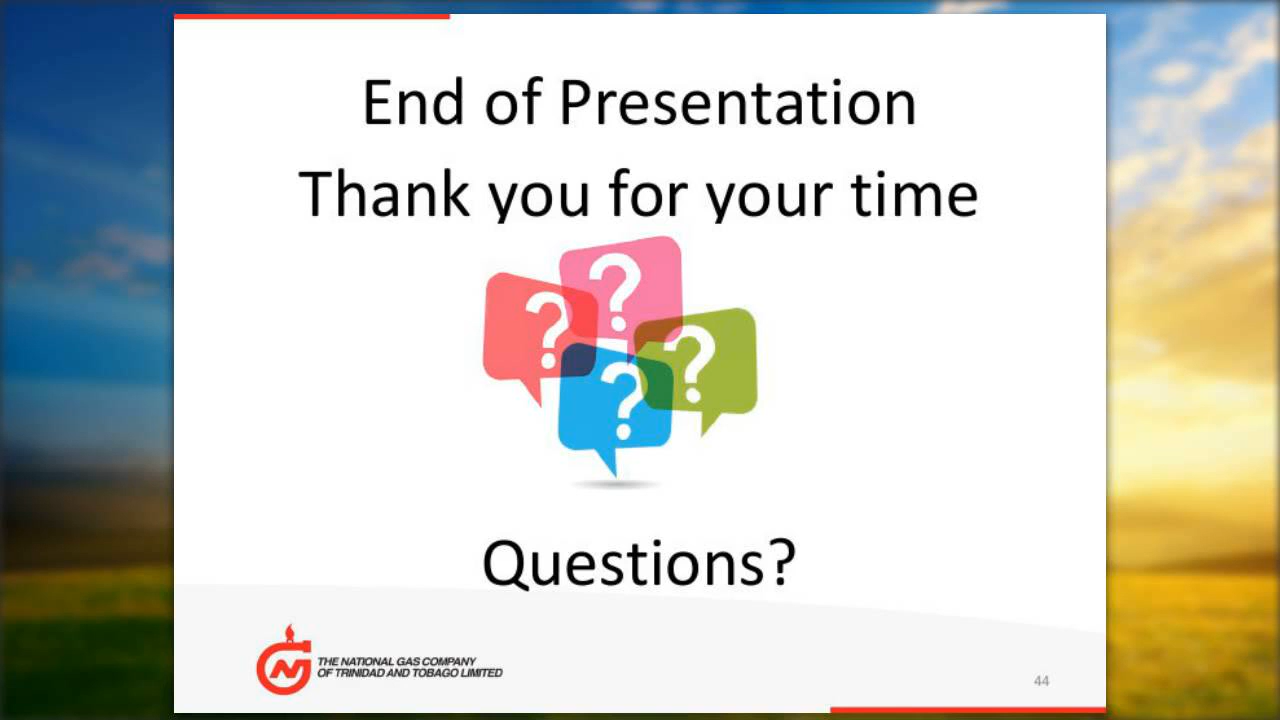 End of Presentation
Thank you for your time
? ? ? ?
Questions?
THE NATIONAL GAS COMPANY
OF TRINIDAD AND TOBAGO LIMITED
44